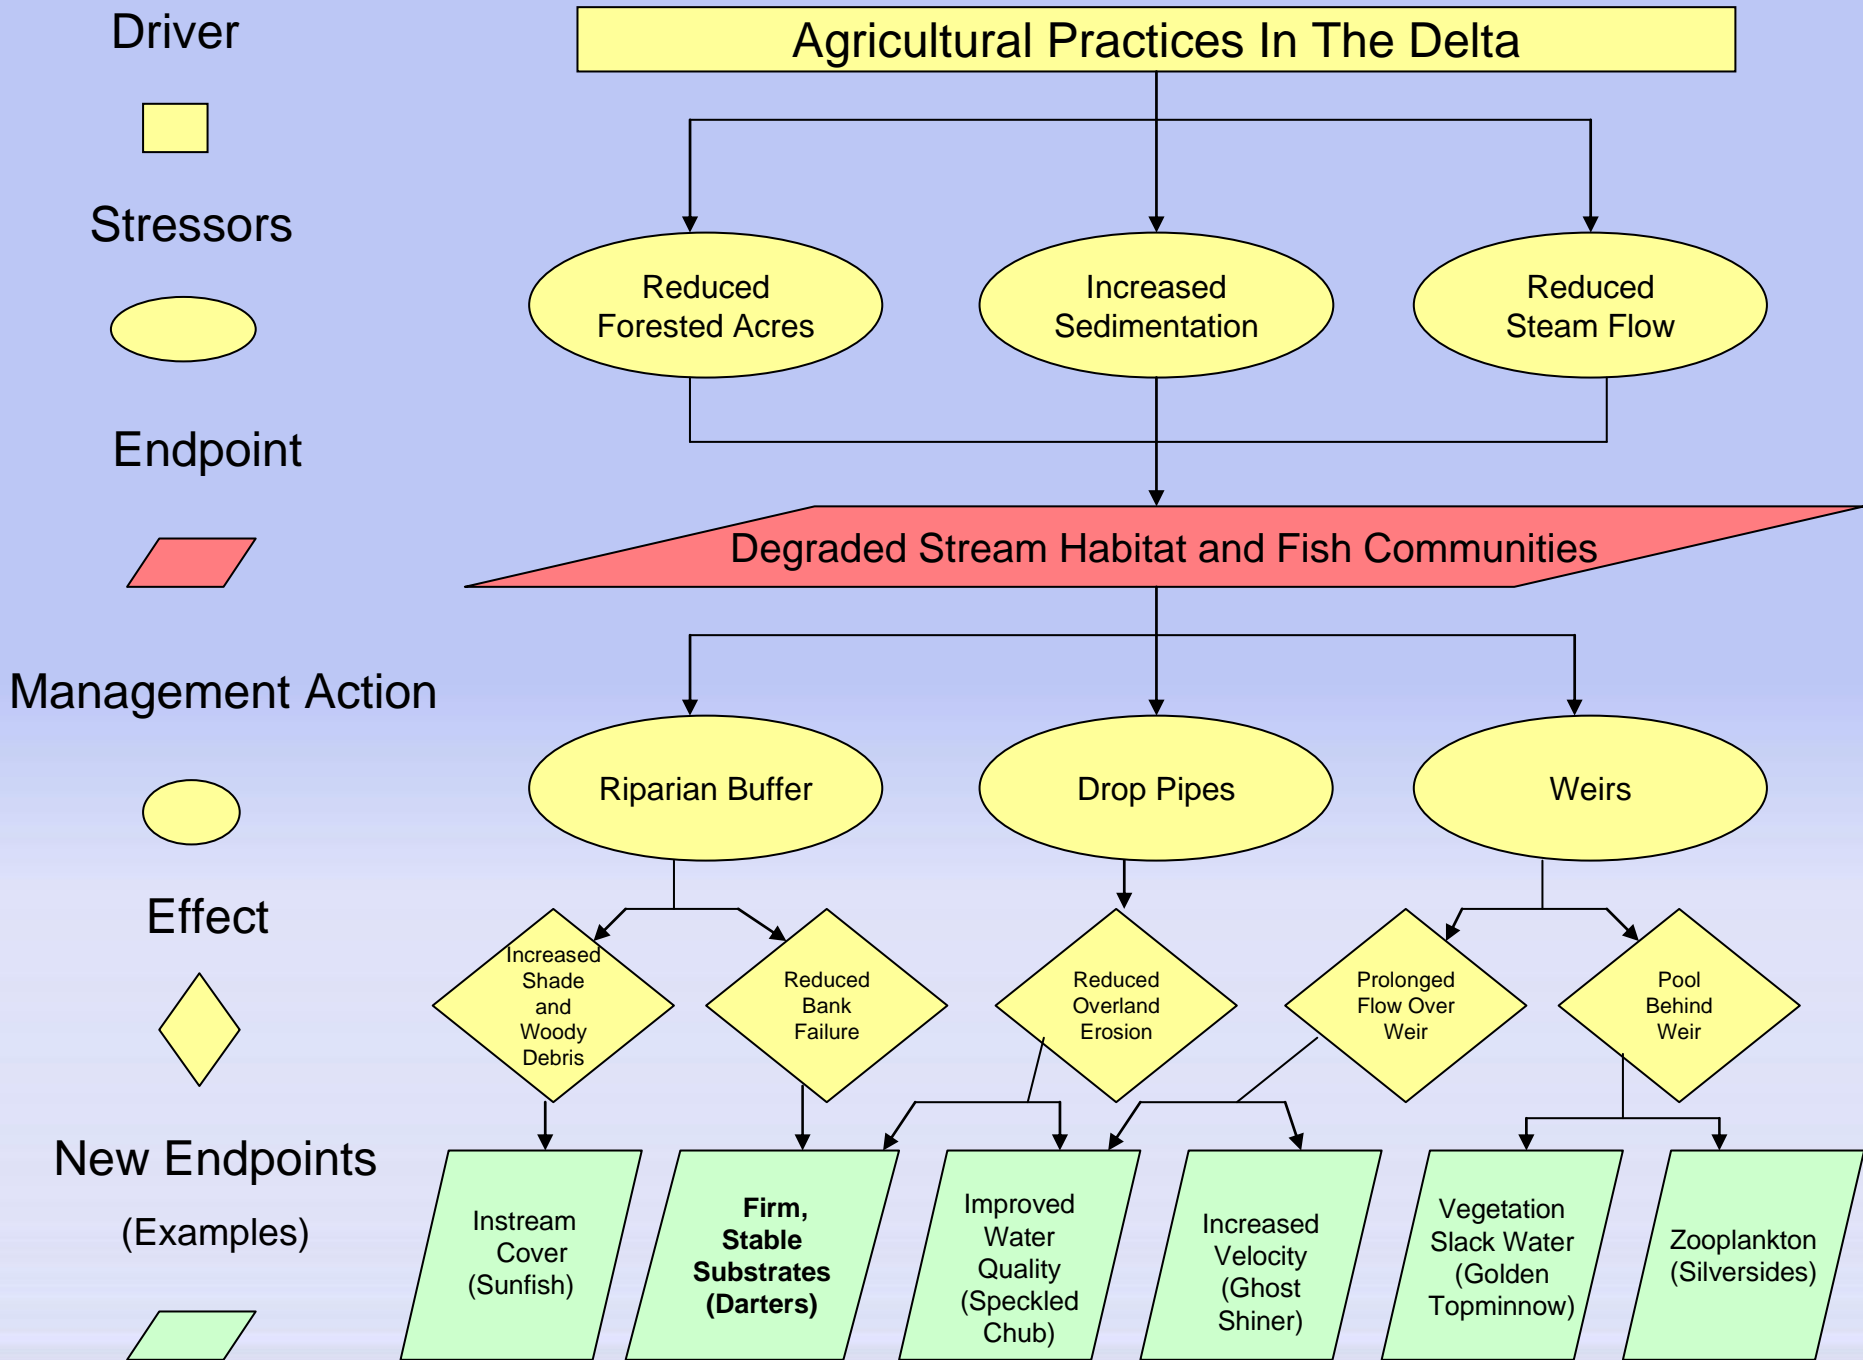 Driver
Agricultural Practices In The Delta
Stressors
Reduced
Forested Acres
Increased
Sedimentation
Reduced
Steam Flow
Endpoint
Degraded Stream Habitat and Fish Communities
Management Action
Riparian Buffer
Drop Pipes
Weirs
Effect
Increased
Shade
and
Woody
Debris
Reduced
Bank
Failure
Reduced
Overland
Erosion
Prolonged
Flow Over
Weir
Pool
Behind
Weir
New Endpoints
(Examples)
Instream
Cover
(Sunfish)
Firm,
Stable
Substrates
(Darters)
Improved
Water
Quality
(Speckled
Chub)
Increased
Velocity
(Ghost
Shiner)
Vegetation
Slack Water
(Golden
Topminnow)
Zooplankton
(Silversides)